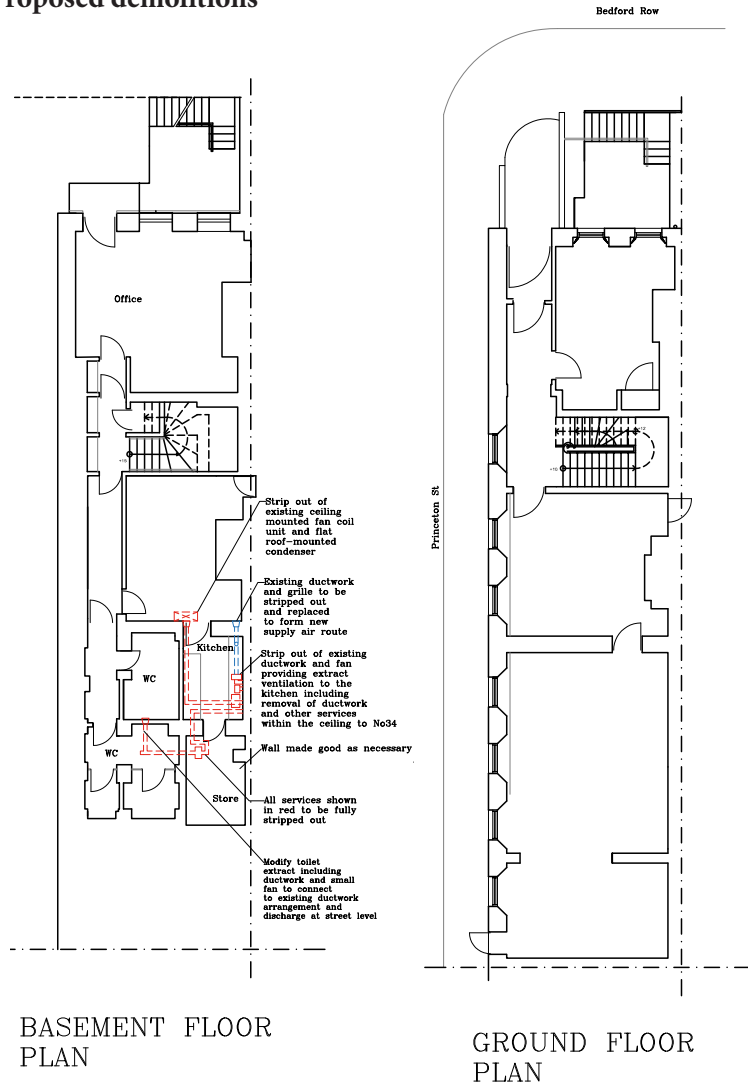 roposed demolitions
Bedford Row
Office
+16
Strip out of
existing ceiling
mounted fan coil
unit and flat
roof-mounted
condenser
Existing ductwork
and grille to be
stripped out
and replaced
to form new
supply air route
Kitchen
Strip out of existing
ductwork and fan
providing extract
ventilation to the
kitchen including
removal of ductwork
and other services
within the ceiling to No34
WC
WC
Wall made good as necessary
Store
All services shown
in red to be fully
stripped out
Modify toilet
extract including
ductwork and small
fan to connect
to existing ductwork
arrangement and
discharge at street level
BASEMENT FLOOR
PLAN
Princeton St
+12
+16
GROUND FLOOR
PLAN